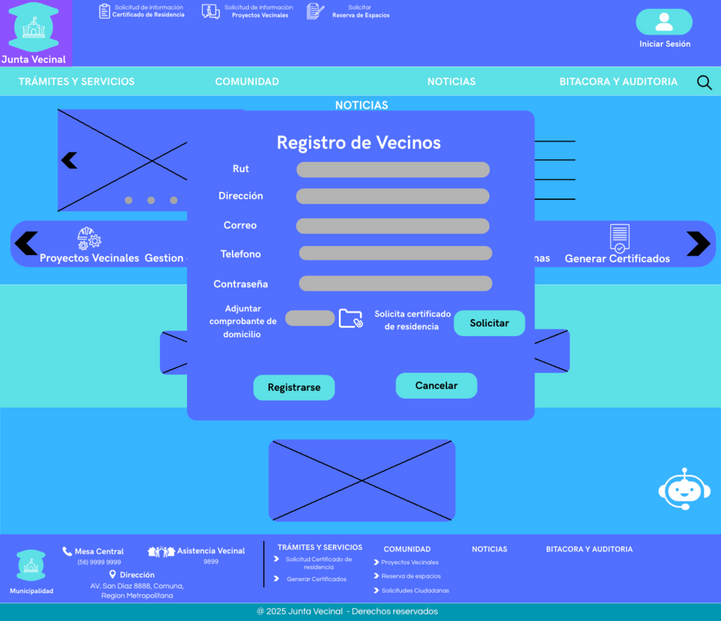 Junta Vecinal
Solicitud de información
Certificado de Residencia
Solicitud de información
Proyectos Vecinales
Solicitar
Reserva de Espacios
Iniciar Sesión
TRÁMITES Y SERVICIOS
COMUNIDAD
NOTICIAS
BITACORA Y AUDITORIA
NOTICIAS
Registro de Vecinos
Rut
Dirección
Correo
Telefono
Contraseña
Adjuntar
comprobante de
domicilio
Solicita certificado
de residencia
Solicitar
Registrarse
Cancelar
Proyectos Vecinales
Gestion
nas
Generar Certificados
Municipalidad
Mesa Central
(56) 9999 9999
Asistencia Vecinal
9899
Dirección
AV. San Diaz 8888, Comuna,
Region Metropolitana
TRÁMITES Y SERVICIOS
Solicitud Certificado de
residencia
Generar Certificados
COMUNIDAD
Proyectos Vecinales
Reserva de espacios
Solicitudes Ciudadanas
NOTICIAS
BITACORA Y AUDITORIA
@ 2025 Junta Vecinal - Derechos reservados